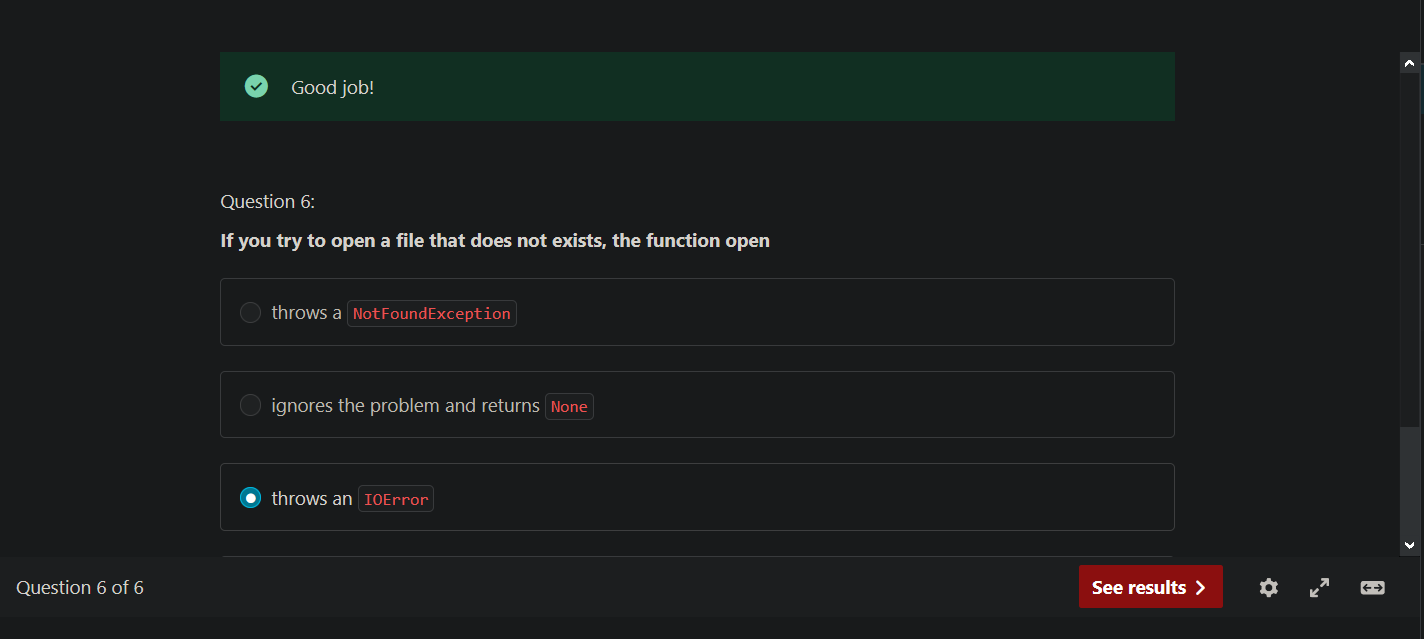 Good job!
Question 6:
If you try to open a file that does not exists, the function open
throws a NotFoundException
ignores the problem and returns None
throws an IOError
Question 6 of 6
See results